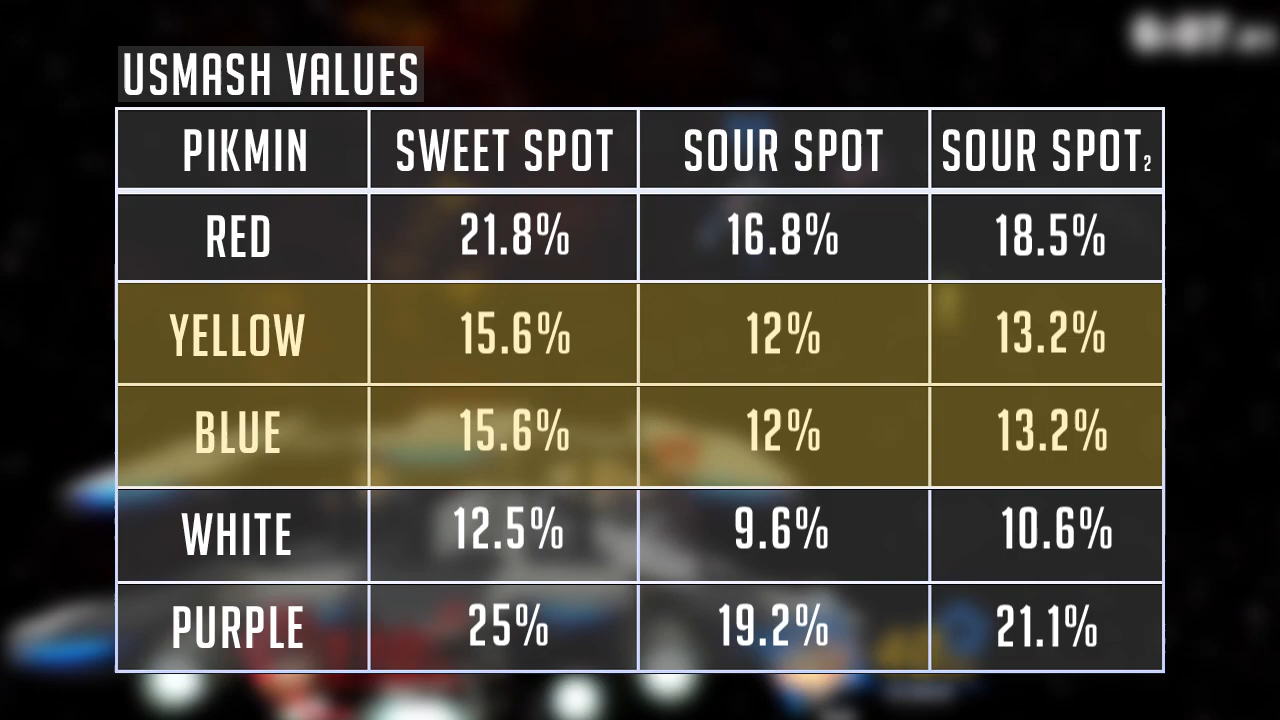 USMASH VALUES
PIKMIN SWEET SPOT SOUR SPOT SOUR SPOT2
RED 21.8% 16.8% 18.5%
YELLOW 15.6% 12% 13.2%
BLUE 15.6% 12% 13.2%
WHITE 12.5% 9.6% 10.6%
PURPLE 25% 19.2% 21.1%